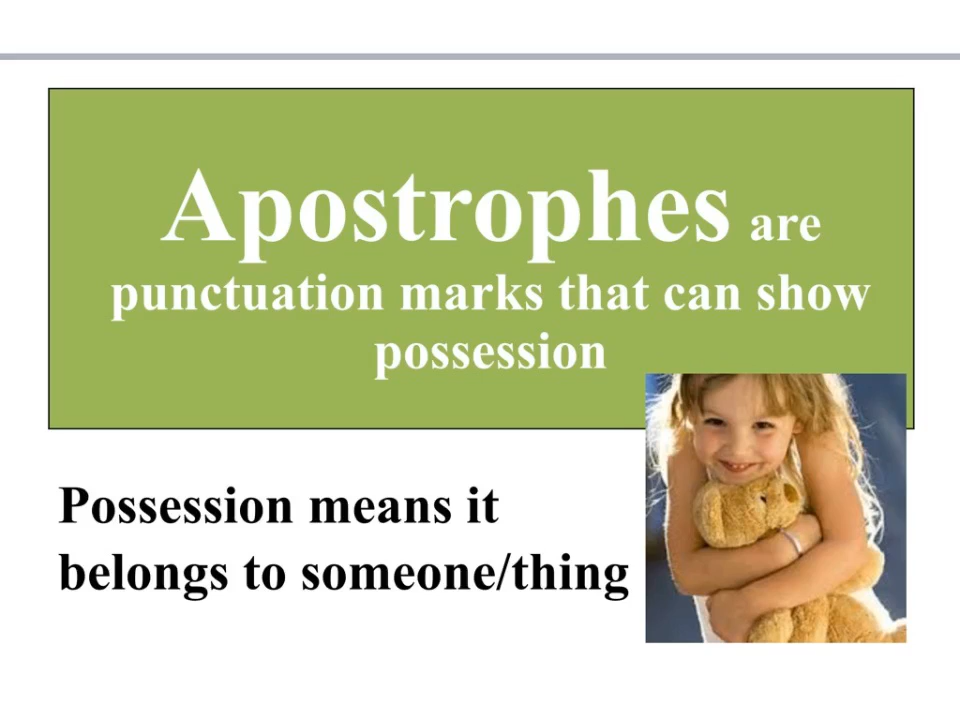 Apostrophes are
punctuation marks that can show
possession
Possession means it
belongs to someone/thing